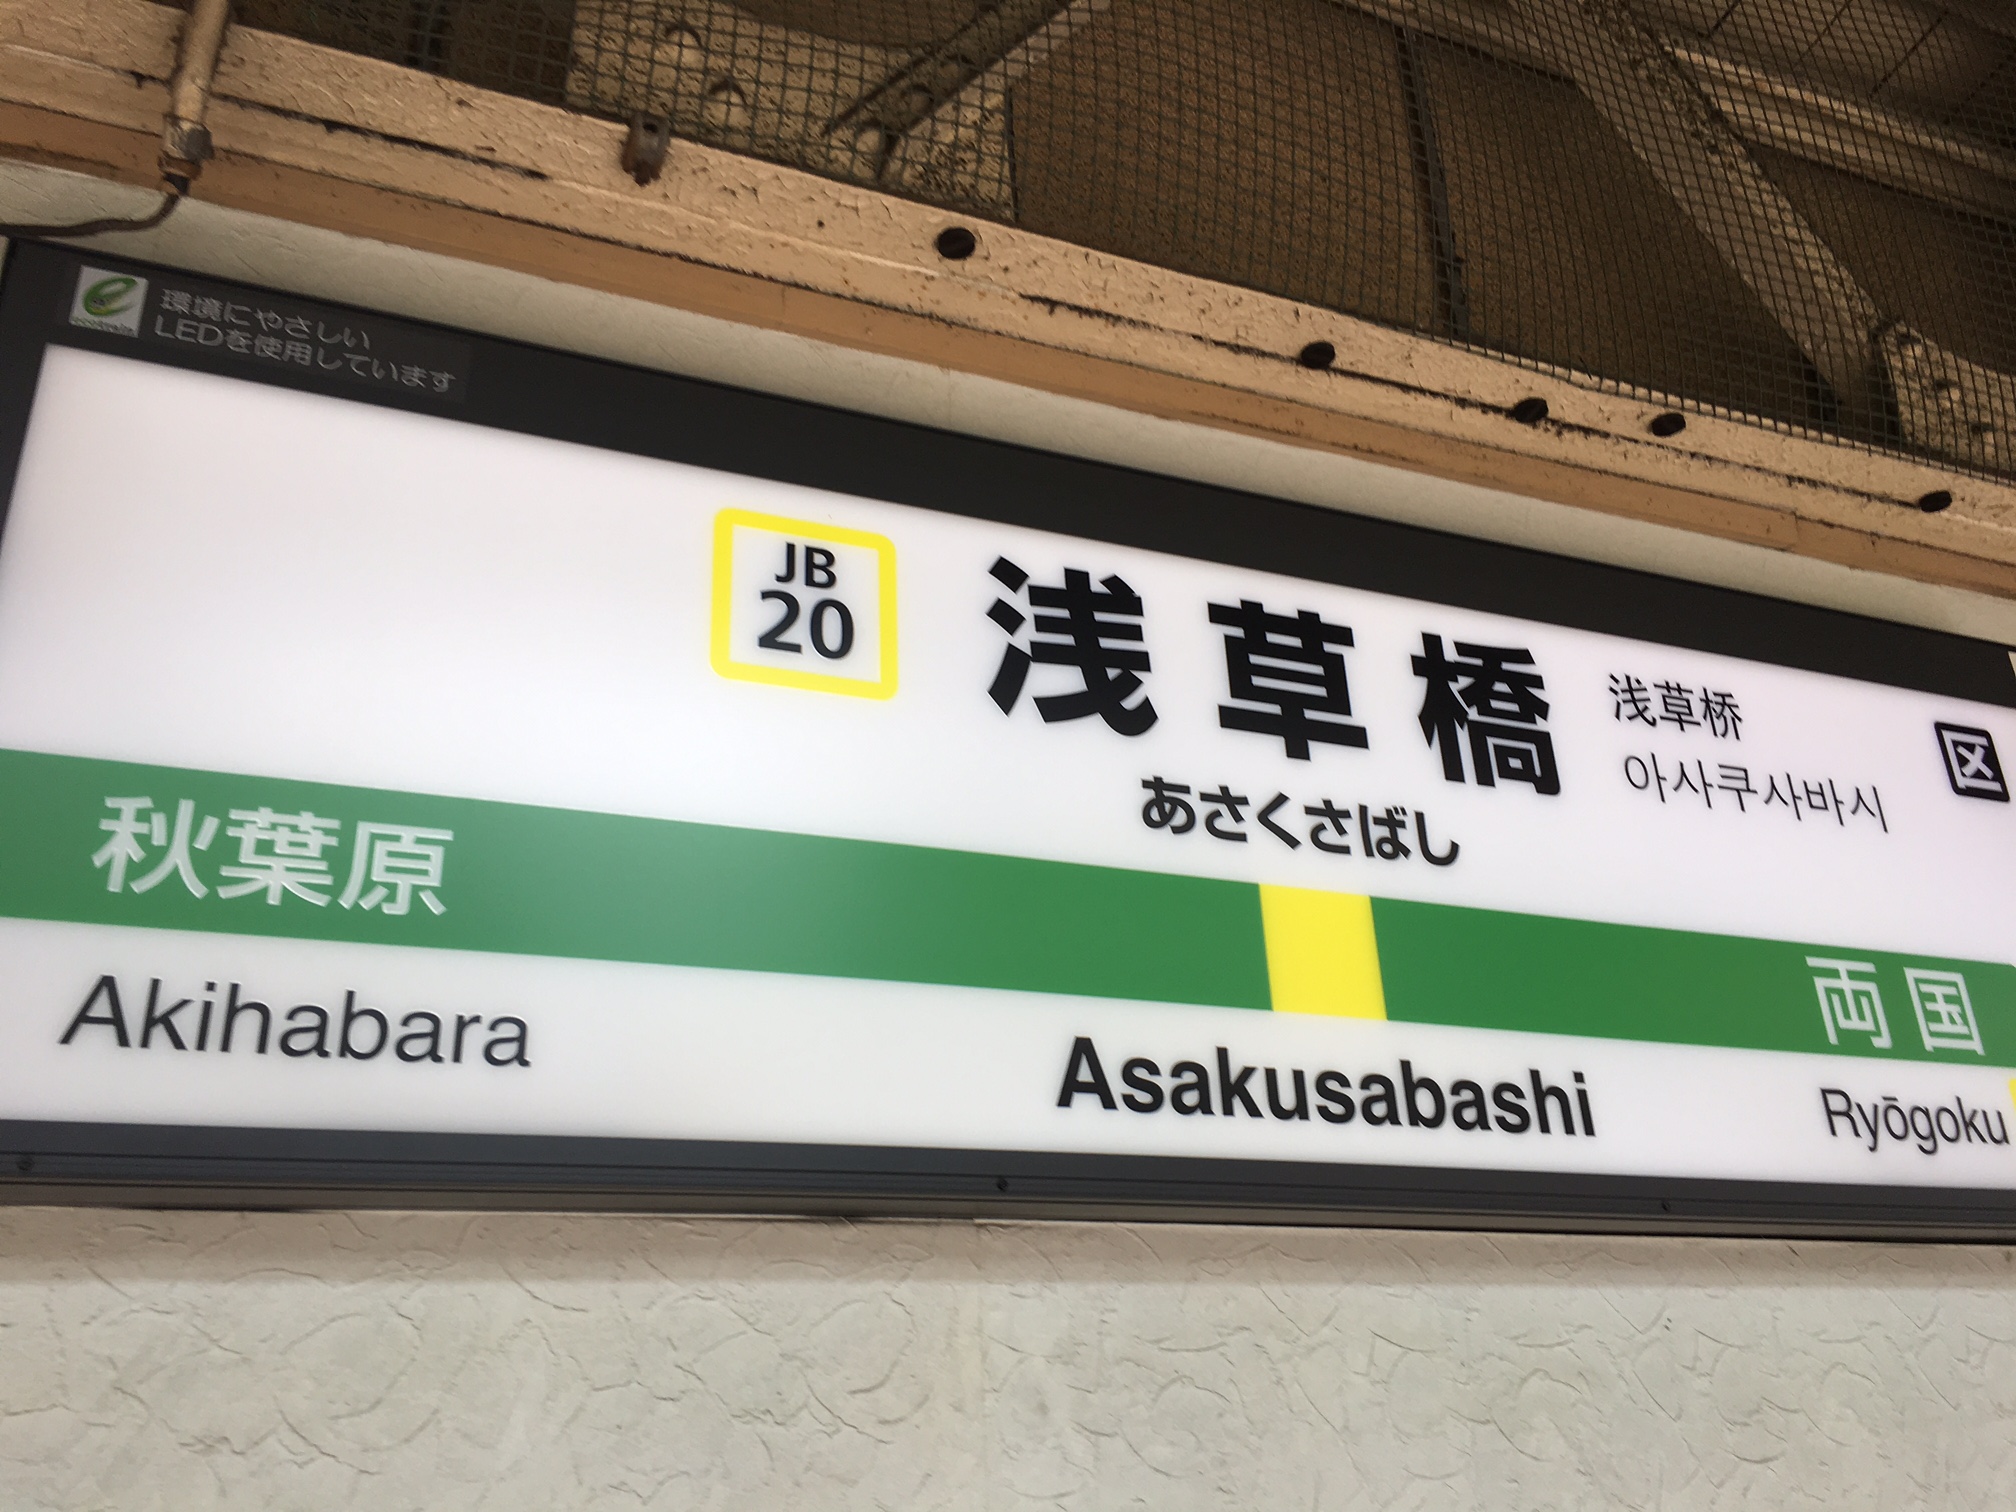 環境にやさしい
LEDを使用しています
JB
20
浅草橋
浅草桥
아사쿠사바시
区
あさくさばし
秋葉原
両国
Akihabara
Asakusabashi
Ryōgoku